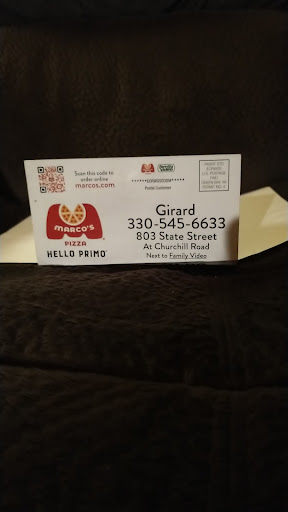 Scan this code to
order online
marcos.com
Postal Customer
MARCO'S
PIZZA
HELLO PRIMO
Girard
330-545-6633
803 State Street
At Churchill Road
Next to Family Video